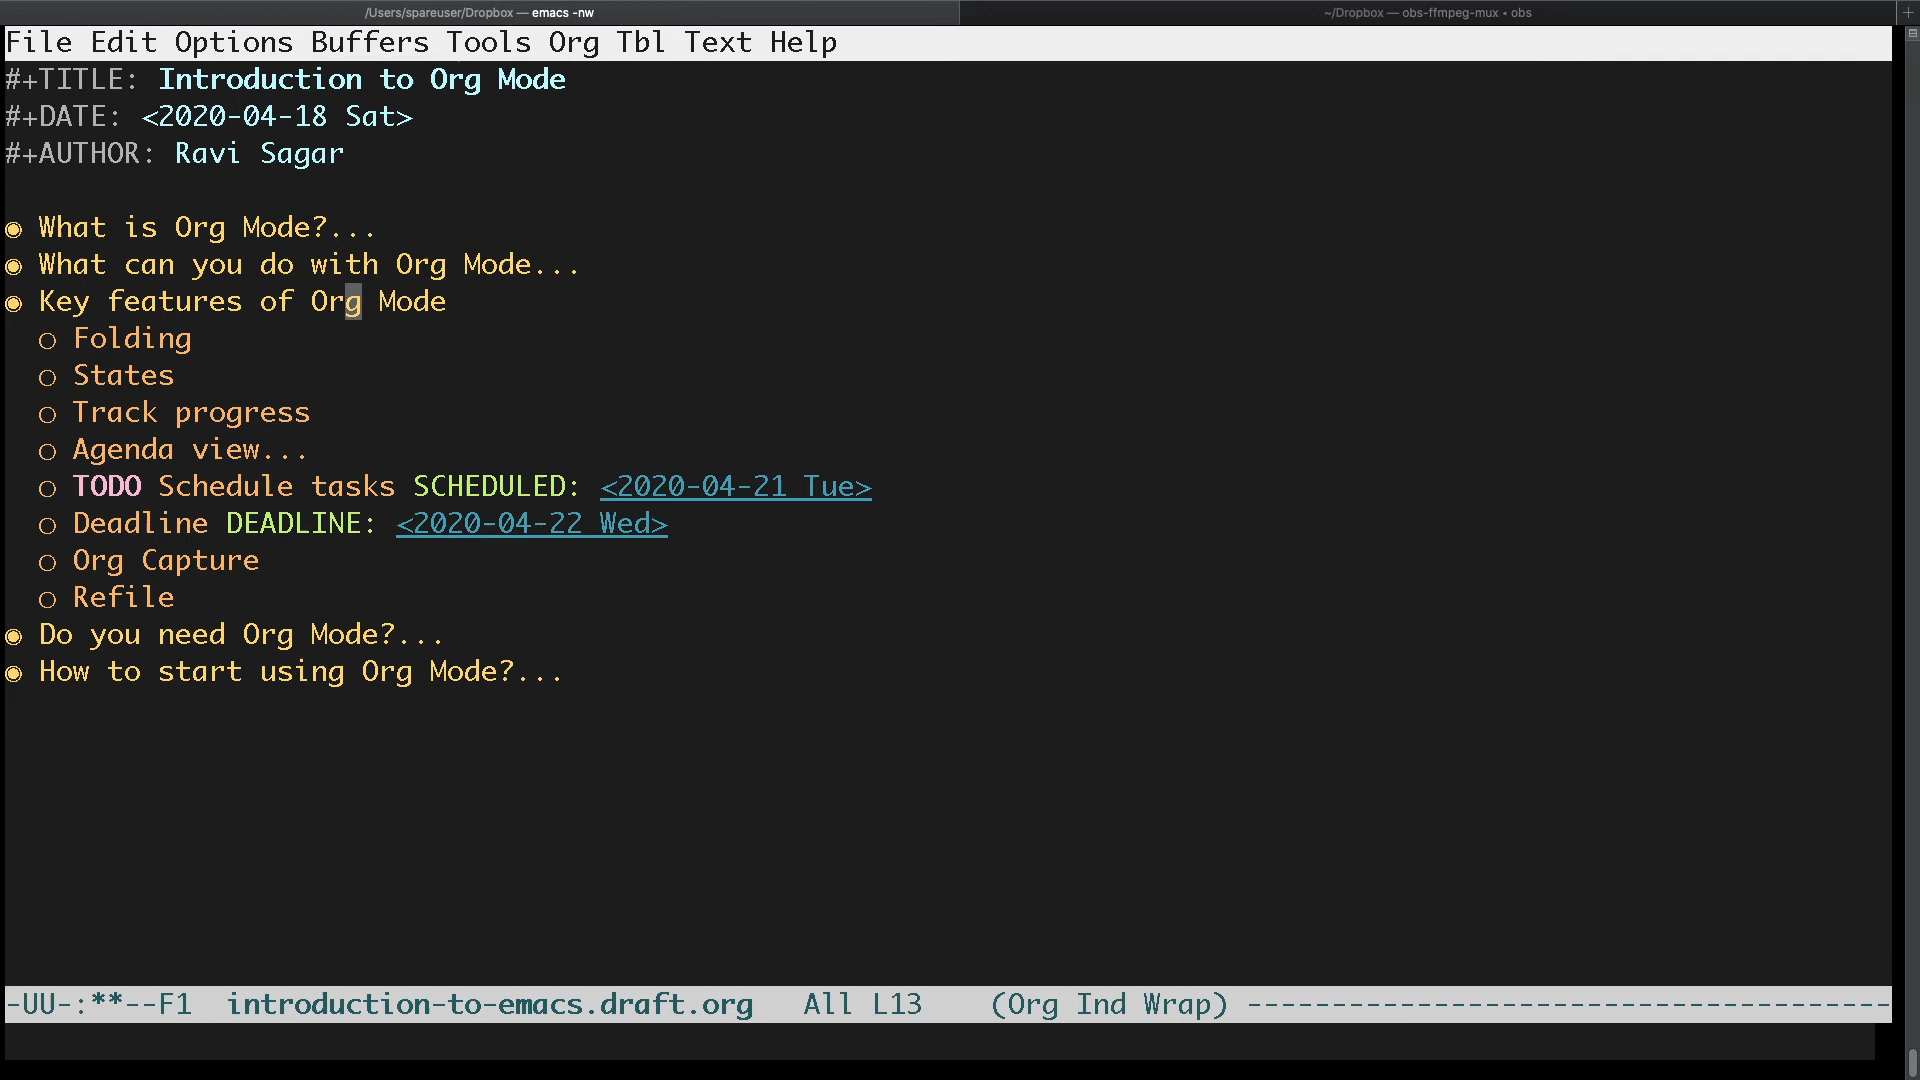 /Users/spareuser/Dropbox — emacs -nw
~/Dropbox — obs-ffmpeg-mux • obs
File Edit Options Buffers Tools Org Tbl Text Help
#+TITLE: Introduction to Org Mode
#+DATE: <2020-04-18 Sat>
#+AUTHOR: Ravi Sagar
◉ What is Org Mode?...
◉ What can you do with Org Mode...
◉ Key features of Org Mode
○ Folding
○ States
○ Track progress
○ Agenda view...
○ TODO Schedule tasks SCHEDULED: <2020-04-21 Tue>
○ Deadline DEADLINE: <2020-04-22 Wed>
○ Org Capture
○ Refile
◉ Do you need Org Mode?...
◉ How to start using Org Mode?...
-UU-:**--F1  introduction-to-emacs.draft.org   All L13    (Org Ind Wrap) --------------------------------------